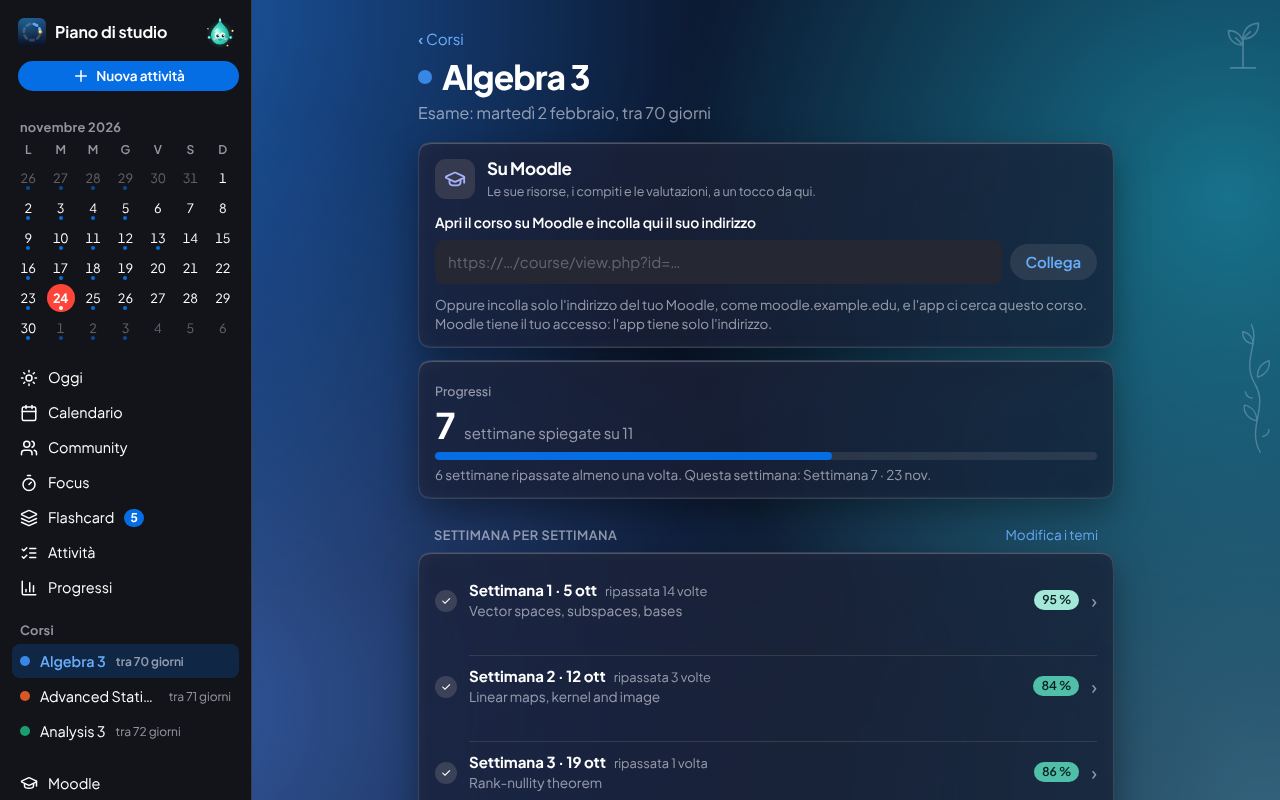 Piano di studio
Nuova attività
novembre 2026
L M M G V S D
26 27 28 29 30 31 1
2 3 4 5 6 7 8
9 10 11 12 13 14 15
16 17 18 19 20 21 22
23 24 25 26 27 28 29
30 1 2 3 4 5 6
Oggi
Calendario
Community
Focus
Flashcard 5
Attività
Progressi
Corsi
Algebra 3 tra 70 giorni
Advanced Stati... tra 71 giorni
Analysis 3 tra 72 giorni
Moodle
‹ Corsi
Algebra 3
Esame: martedì 2 febbraio, tra 70 giorni
Su Moodle
Le sue risorse, i compiti e le valutazioni, a un tocco da qui.
Apri il corso su Moodle e incolla qui il suo indirizzo
https://.../course/view.php?id=...
Collega
Oppure incolla solo l'indirizzo del tuo Moodle, come moodle.example.edu, e l'app ci cerca questo corso.
Moodle tiene il tuo accesso: l'app tiene solo l'indirizzo.
Progressi
7 settimane spiegate su 11
6 settimane ripassate almeno una volta. Questa settimana: Settimana 7 · 23 nov.
SETTIMANA PER SETTIMANA
Modifica i temi
Settimana 1 · 5 ott ripassata 14 volte
Vector spaces, subspaces, bases
95 % ›
Settimana 2 · 12 ott ripassata 3 volte
Linear maps, kernel and image
84 % ›
Settimana 3 · 19 ott ripassata 1 volta
Rank-nullity theorem
86 % ›